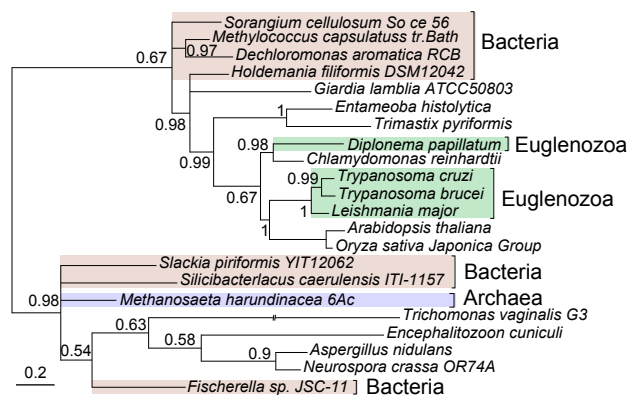 Sorangium cellulosum So ce 56
Methylococcus capsulatuss tr.Bath
0.97
Bacteria
0.67
Dechloromonas aromatica RCB
Holdemania filiformis DSM12042
Giardia lamblia ATCC50803
0.98
1
Entamoeba histolytica
Trimastix pyriformis
0.99
0.98
Diplonema papillatum
Euglenozoa
Chlamydomonas reinhardtii
0.99
Trypanosoma cruzi
0.67
Trypanosoma brucei
Euglenozoa
1
Leishmania major
1
Arabidopsis thaliana
Oryza sativa Japonica Group
Slackia piriformis YIT12062
Bacteria
Silicibacterlacus caerulensis ITI-1157
0.98
Methanosaeta harundinacea 6Ac
Archaea
0.63
Trichomonas vaginalis G3
0.58
Encephalitozoon cuniculi
0.54
0.9
Aspergillus nidulans
Neurospora crassa OR74A
0.2
Fischerella sp. JSC-11
Bacteria